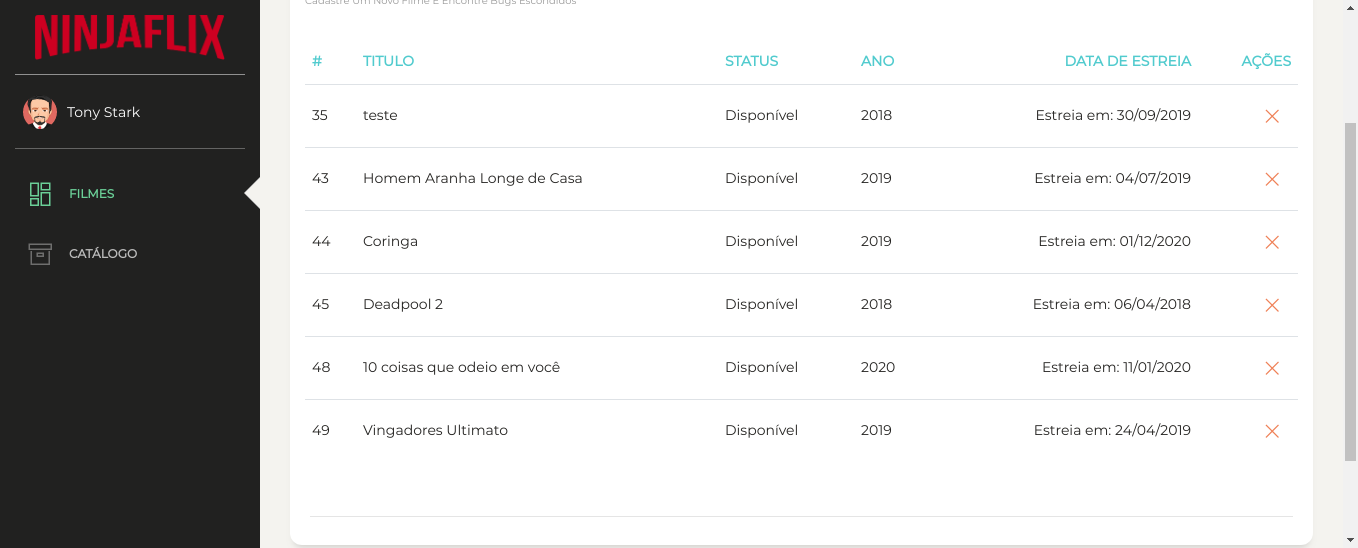 Cadastre Um Novo Filme E Encontre Bugs Escondidos
NINJAFLIX
Tony Stark
FILMES
CATÁLOGO
# TITULO STATUS ANO DATA DE ESTREIA AÇÕES
35 teste Disponível 2018 Estreia em: 30/09/2019
43 Homem Aranha Longe de Casa Disponível 2019 Estreia em: 04/07/2019
44 Coringa Disponível 2019 Estreia em: 01/12/2020
45 Deadpool 2 Disponível 2018 Estreia em: 06/04/2018
48 10 coisas que odeio em você Disponível 2020 Estreia em: 11/01/2020
49 Vingadores Ultimato Disponível 2019 Estreia em: 24/04/2019